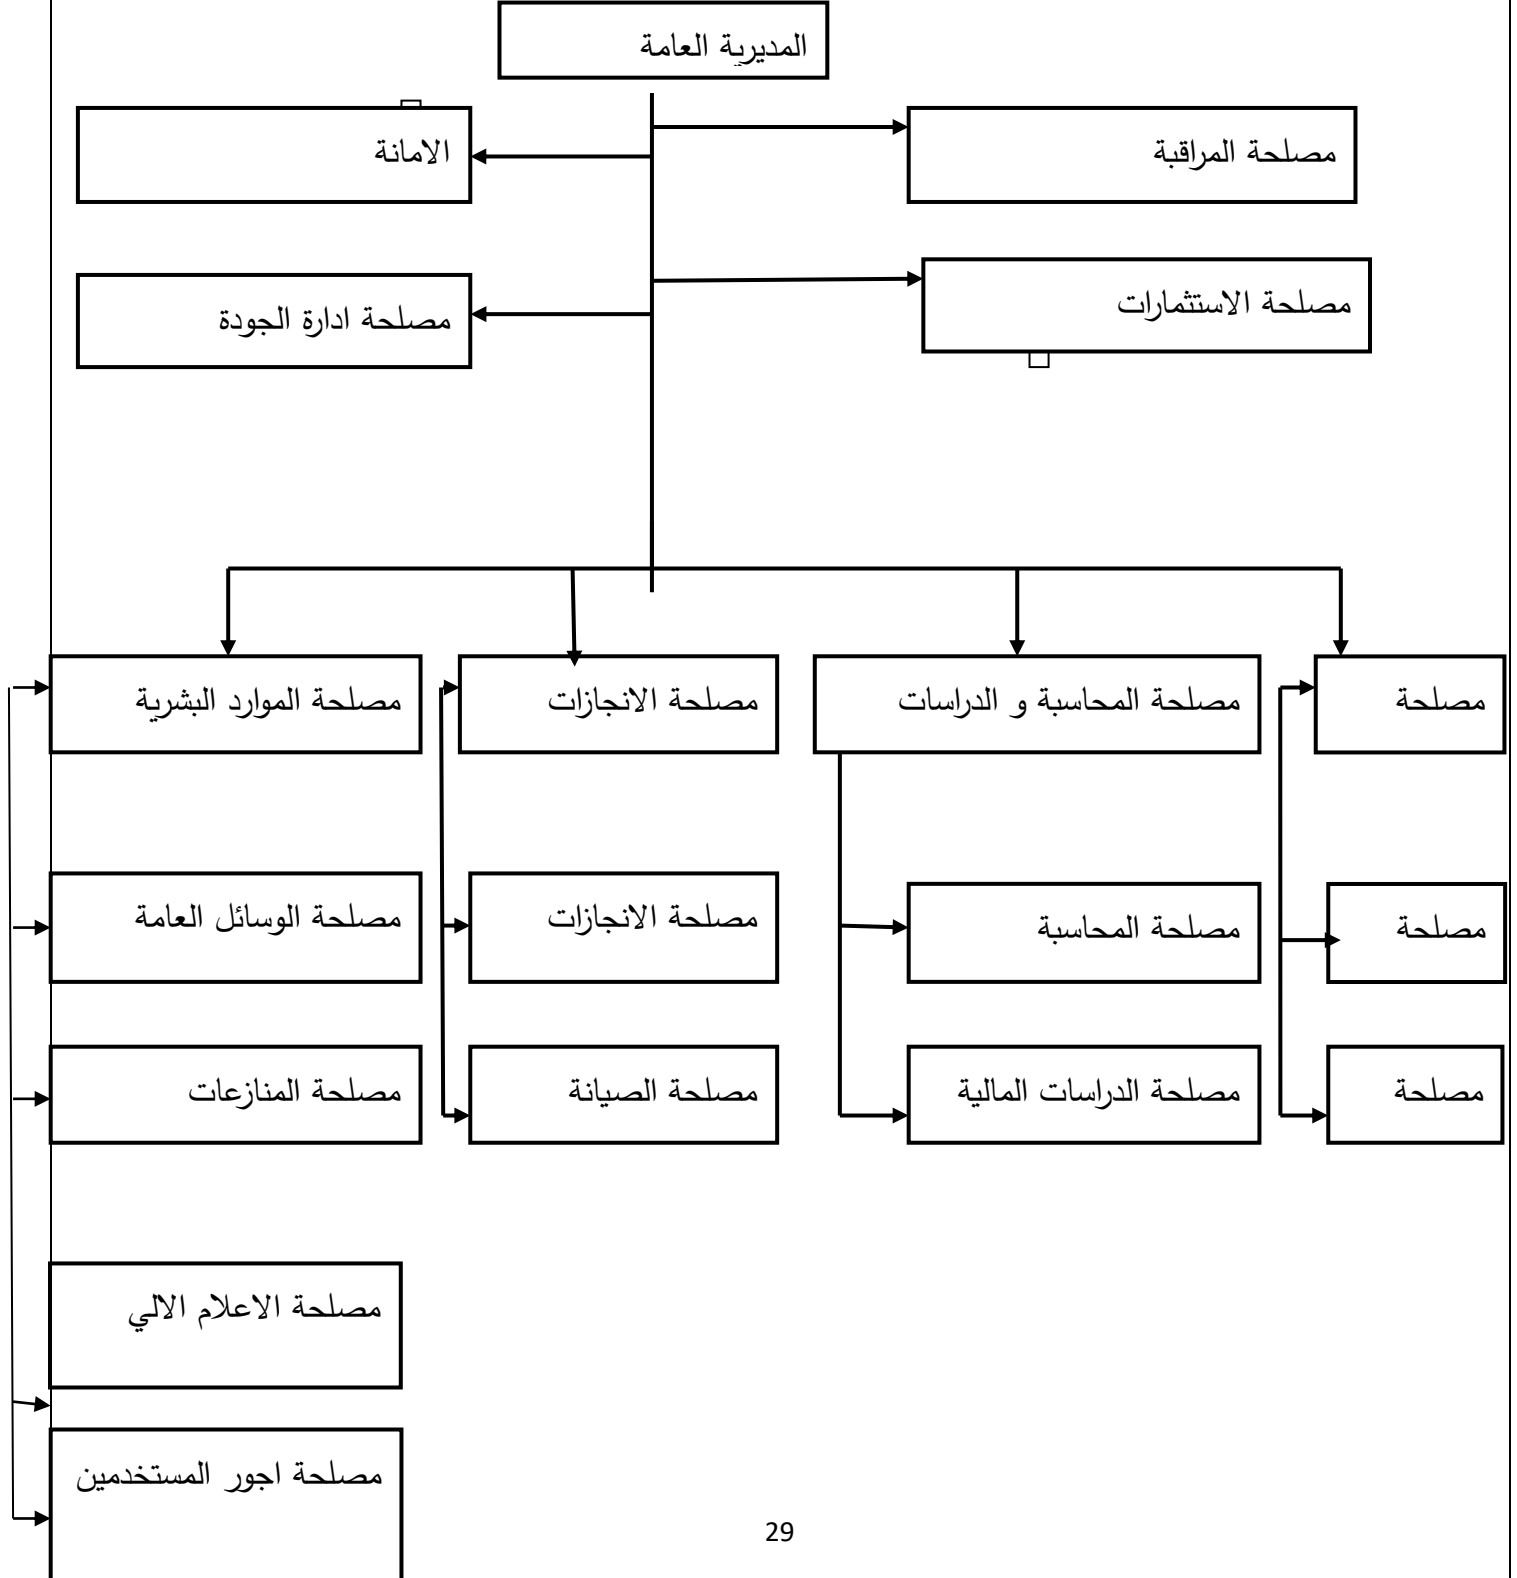 المديرية العامة
مصلحة المراقبة
الامانة
مصلحة الاستثمارات
مصلحة ادارة الجودة
مصلحة
مصلحة المحاسبة و الدراسات
مصلحة الانجازات
مصلحة الموارد البشرية
مصلحة
مصلحة المحاسبة
مصلحة الانجازات
مصلحة الوسائل العامة
مصلحة
مصلحة الدراسات المالية
مصلحة الصيانة
مصلحة المنازعات
مصلحة الاعلام الالي
مصلحة اجور المستخدمين
29